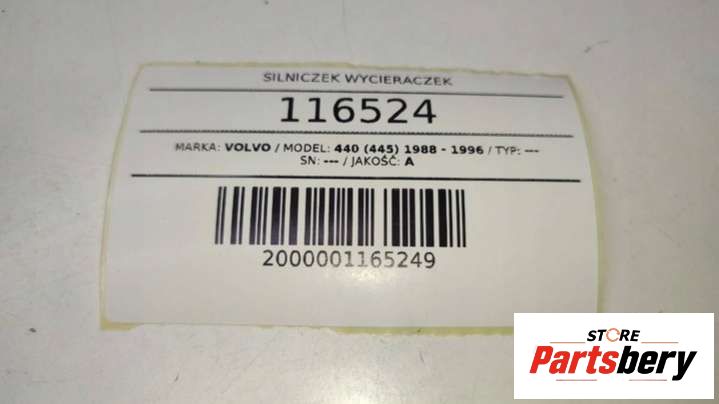 SILNICZEK WYCIERACZEK
116524
MARKA: VOLVO / MODEL: 440 (445) 1988 - 1996 / TYP: ---
SN: --- / JAKOŚĆ: A
2000001165249
STORE
Partsbery